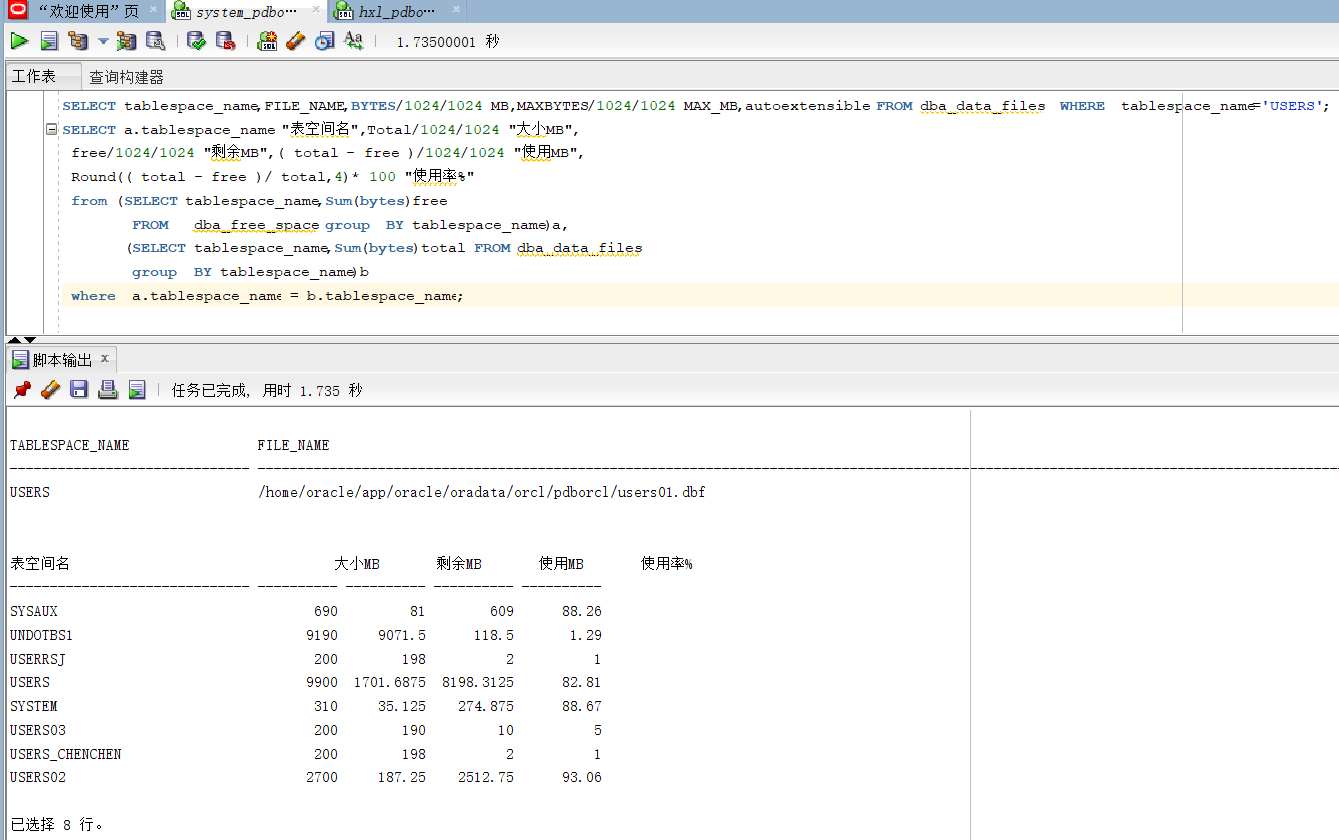 “欢迎使用”页 system_pdbo… hxl_pdbo…
1.73500001 秒
工作表 查询构建器
SELECT tablespace_name,FILE_NAME,BYTES/1024/1024 MB,MAXBYTES/1024/1024 MAX_MB,autoextensible FROM dba_data_files WHERE tablespace_name='USERS';
SELECT a.tablespace_name "表空间名",Total/1024/1024 "大小MB",
free/1024/1024 "剩余MB",( total - free )/1024/1024 "使用MB",
Round(( total - free )/ total,4)* 100 "使用率%"
from (SELECT tablespace_name,Sum(bytes)free
FROM dba_free_space group BY tablespace_name)a,
(SELECT tablespace_name,Sum(bytes)total FROM dba_data_files
group BY tablespace_name)b
where a.tablespace_name = b.tablespace_name;
脚本输出
任务已完成, 用时 1.735 秒
TABLESPACE_NAME FILE_NAME
USERS /home/oracle/app/oracle/oradata/orcl/pdborcl/users01.dbf
表空间名 大小MB 剩余MB 使用MB 使用率%
SYSAUX 690 81 609 88.26
UNDOTBS1 9190 9071.5 118.5 1.29
USERRSJ 200 198 2 1
USERS 9900 1701.6875 8198.3125 82.81
SYSTEM 310 35.125 274.875 88.67
USERS03 200 190 10 5
USERS_CHENCHEN 200 198 2 1
USERS02 2700 187.25 2512.75 93.06
已选择 8 行。